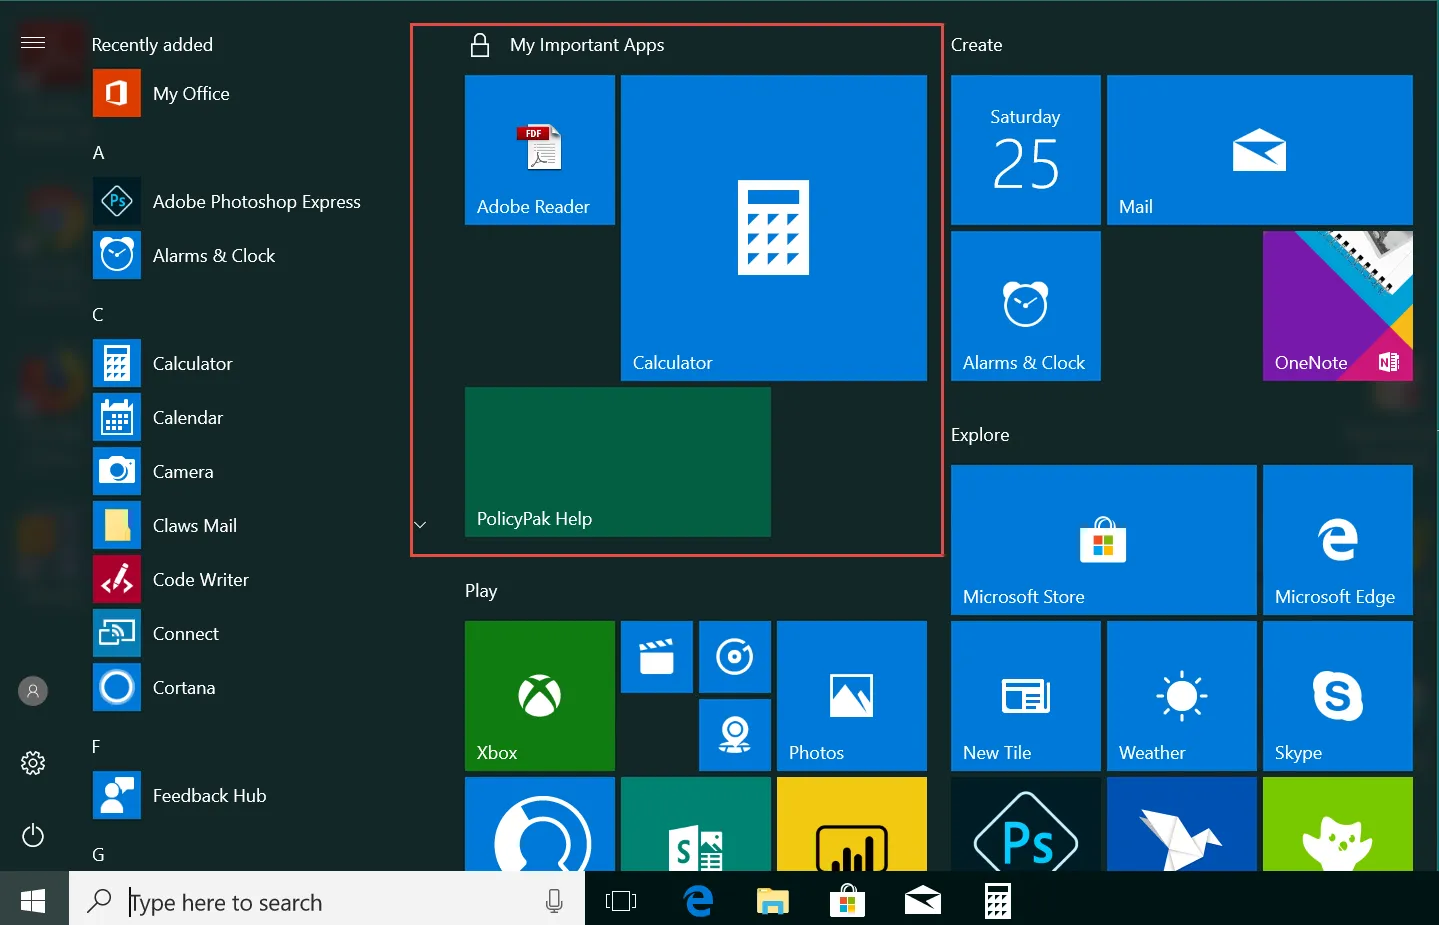 Recently added
My Office
A
Adobe Photoshop Express
Alarms & Clock
C
Calculator
Calendar
Camera
Claws Mail
Code Writer
Connect
Cortana
F
Feedback Hub
G
My Important Apps
PDF
Adobe Reader
Calculator
PolicyPak Help
Play
Xbox
Photos
Create
Saturday
25
Mail
Alarms & Clock
OneNote
Explore
Microsoft Store
Microsoft Edge
New Tile
Weather
Skype
Ps
Type here to search